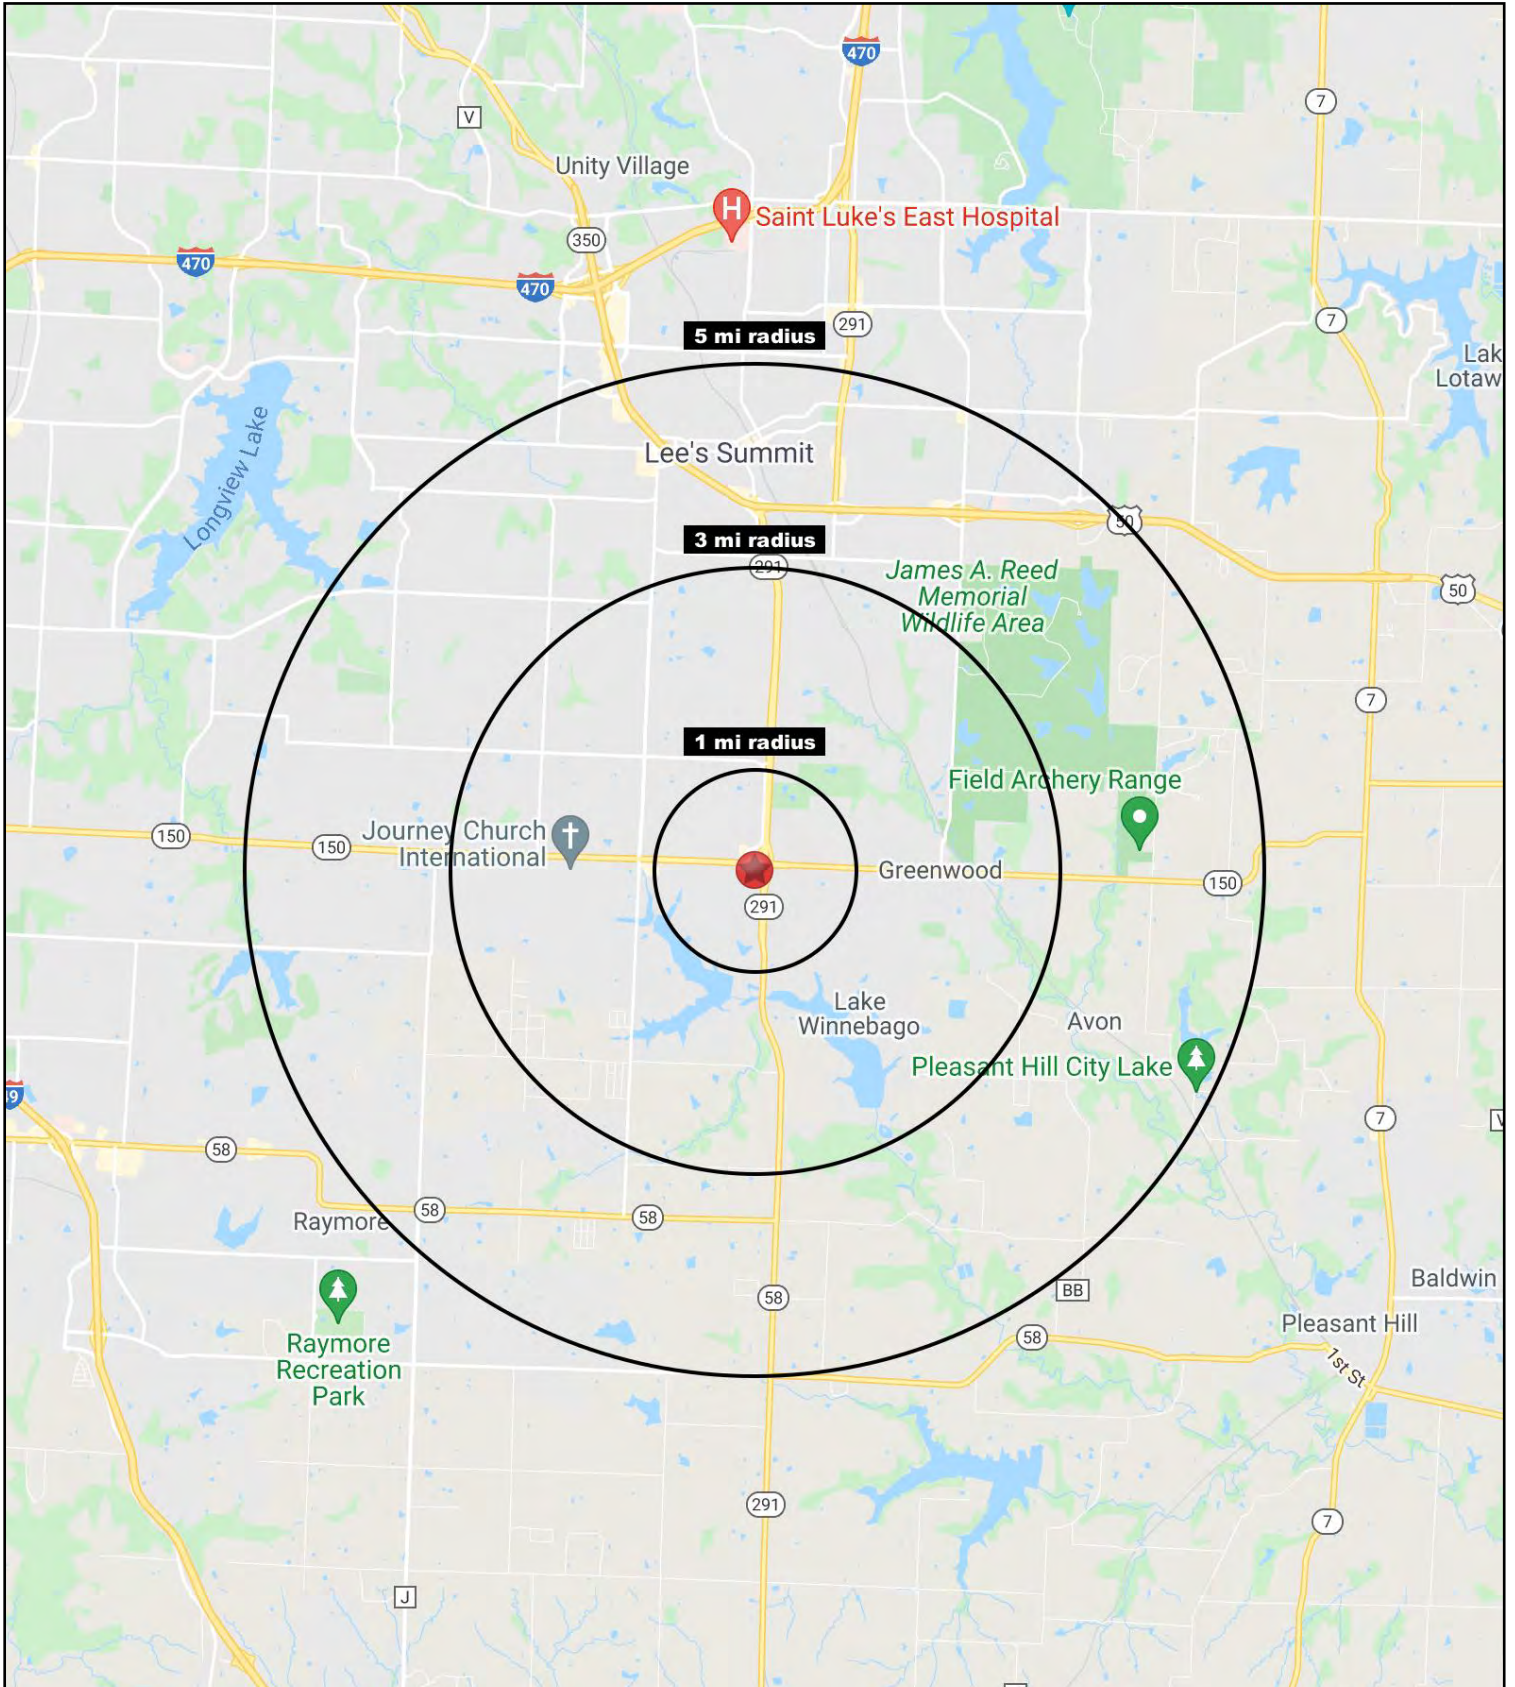 470
7
V
Unity Village
Saint Luke's East Hospital
350
470
470
7
291
5 mi radius
Lak
Lotaw
Longview Lake
Lee's Summit
50
3 mi radius
291
James A. Reed
Memorial
Wildlife Area
50
7
1 mi radius
Field Archery Range
150
150
Journey Church
International
Greenwood
150
291
Lake
Winnebago
Avon
Pleasant Hill City Lake
9
7
V
58
58
58
Raymore
Baldwin
BB
58
Pleasant Hill
58
1st St
Raymore
Recreation
Park
291
7
J